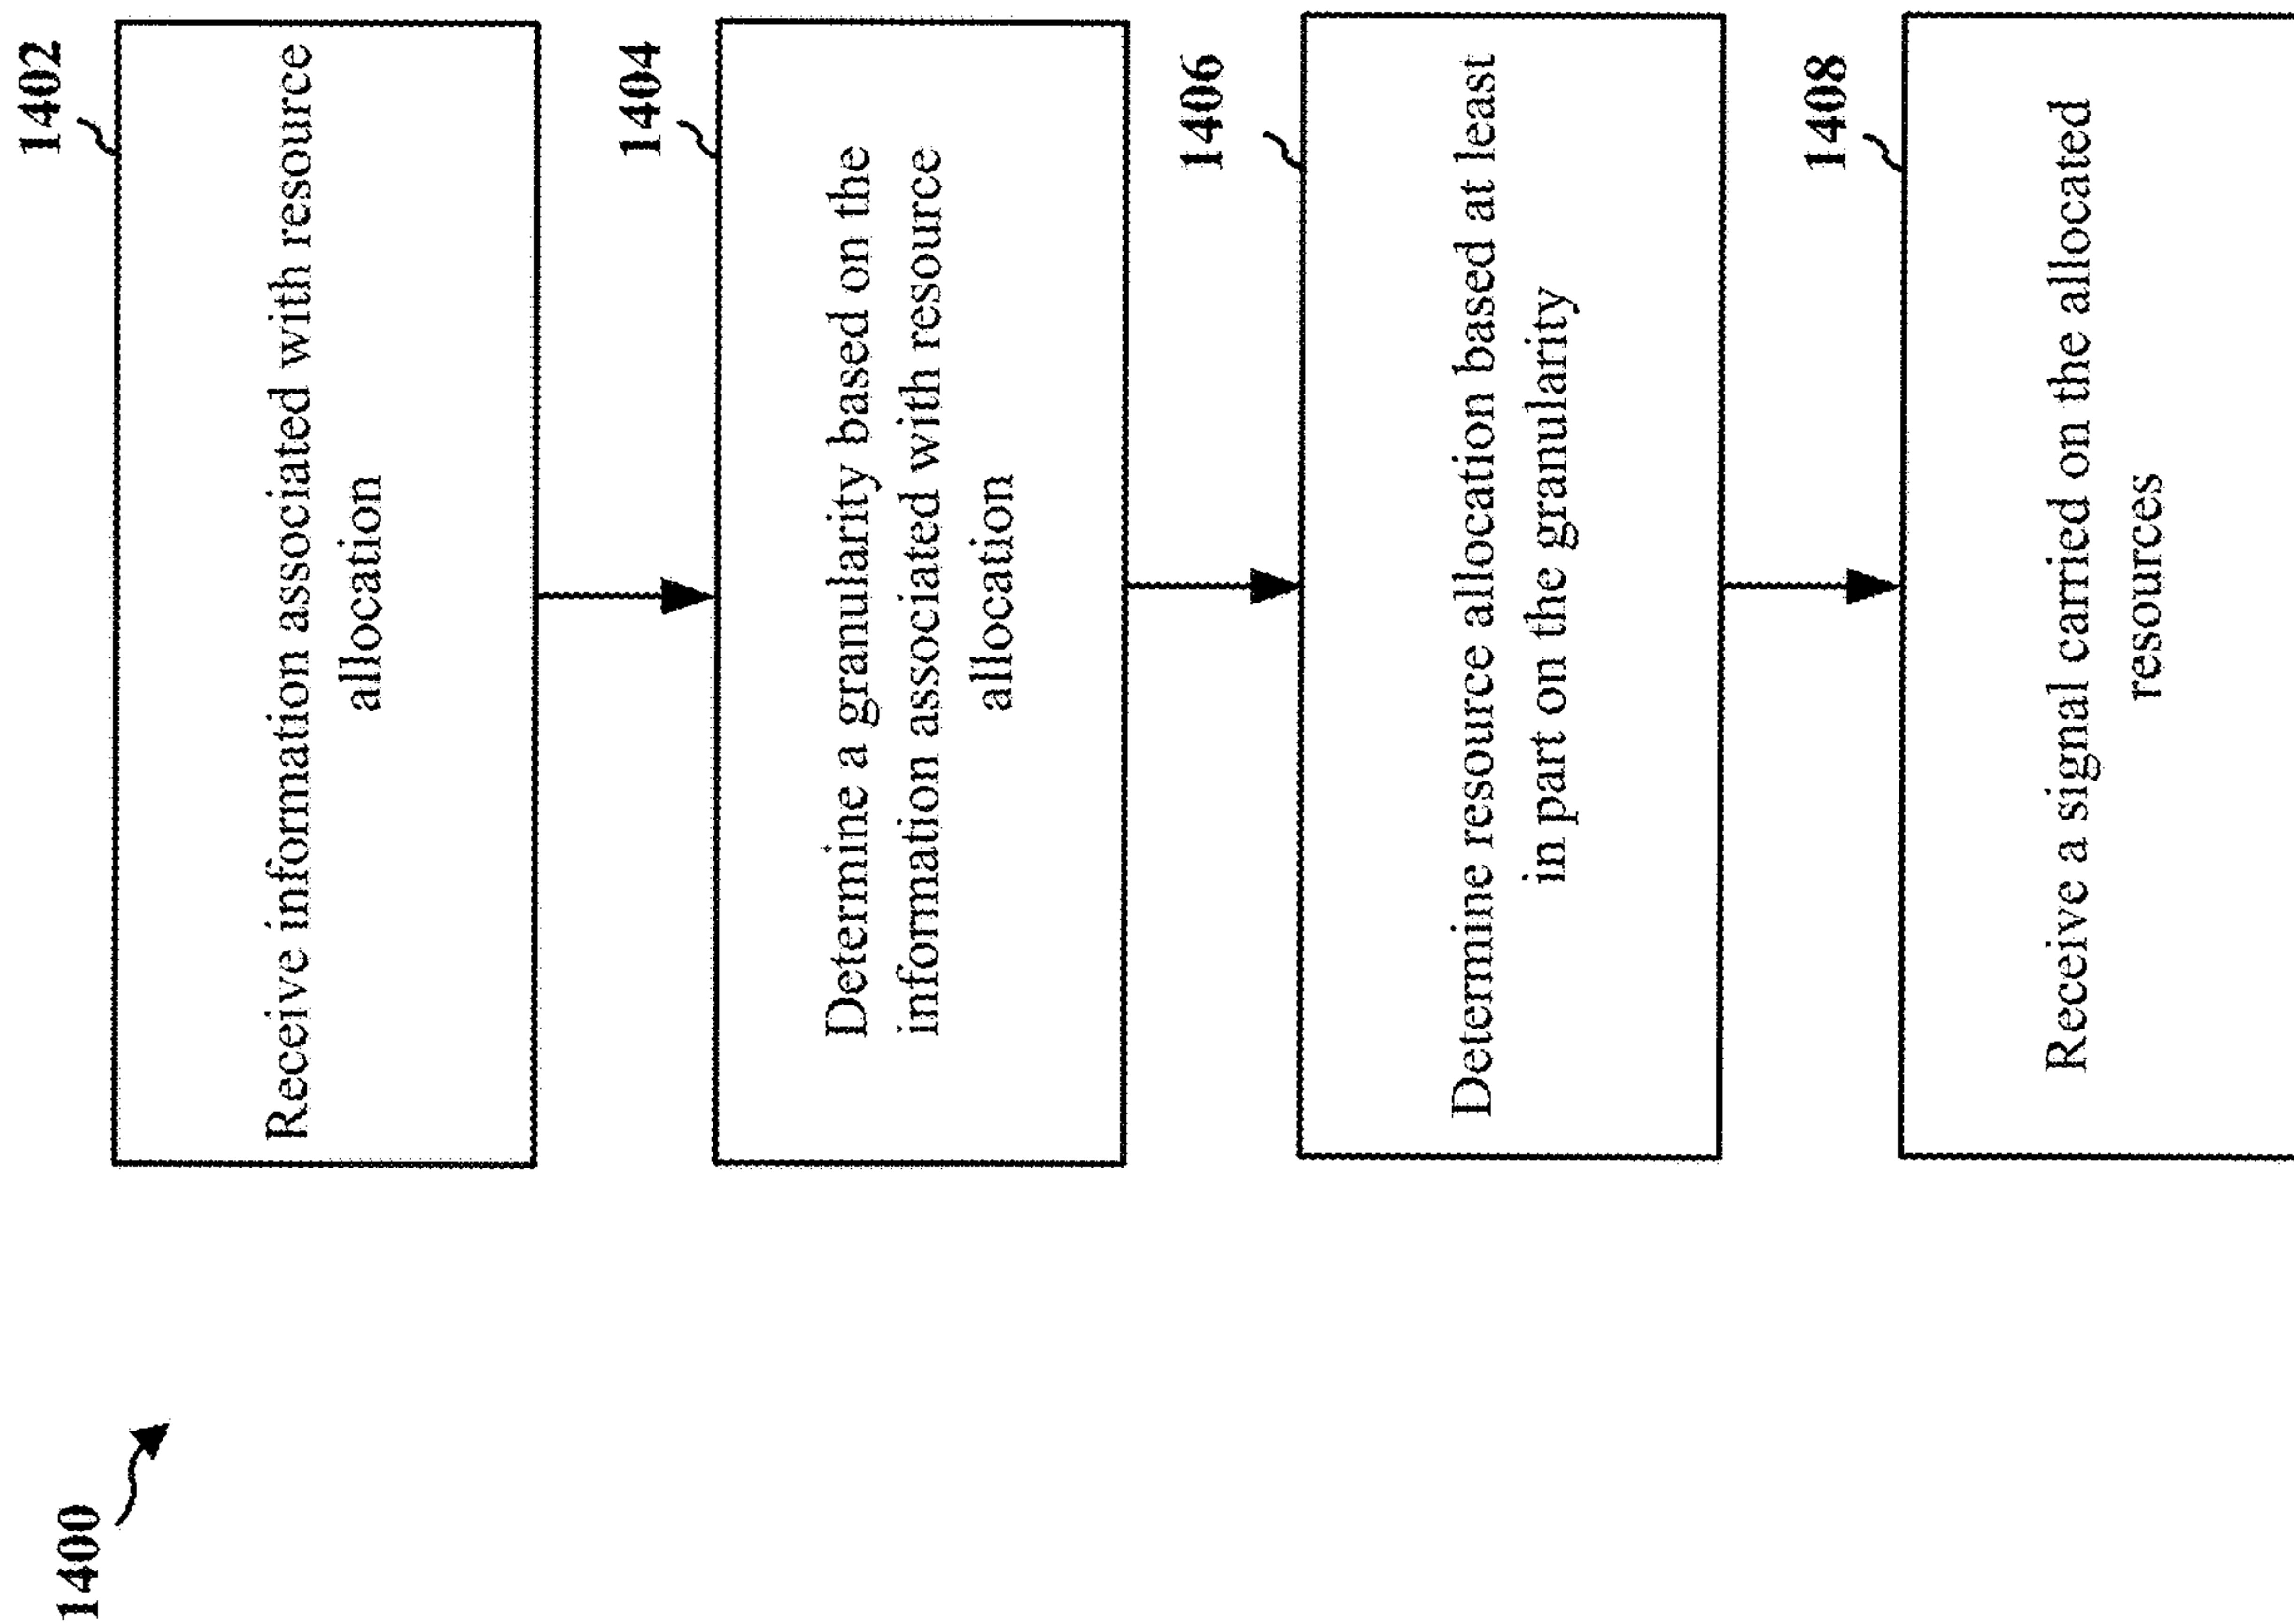 1400
1402
Receive information associated with resource
allocation
1404
Determine a granularity based on the
information associated with resource
allocation
1406
Determine resource allocation based at least
in part on the granularity
1408
Receive a signal carried on the allocated
resources